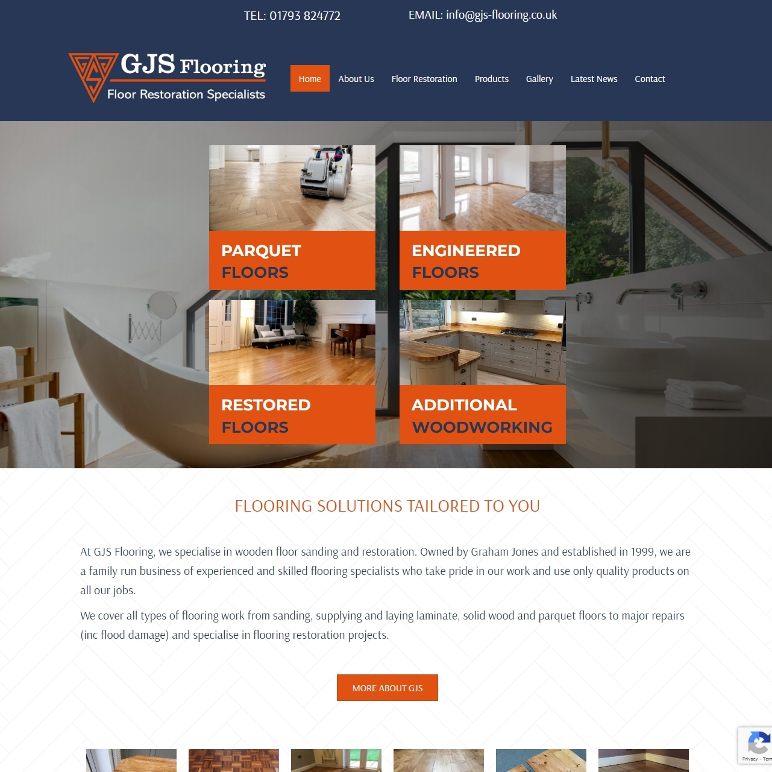 TEL: 01793 824772
EMAIL: info@gjs-flooring.co.uk
GJS Flooring
Floor Restoration Specialists
Home
About Us
Floor Restoration
Products
Gallery
Latest News
Contact
PARQUET
FLOORS
ENGINEERED
FLOORS
RESTORED
FLOORS
ADDITIONAL
WOODWORKING
FLOORING SOLUTIONS TAILORED TO YOU
At GJS Flooring, we specialise in wooden floor sanding and restoration. Owned by Graham Jones and established in 1999, we are
a family run business of experienced and skilled flooring specialists who take pride in our work and use only quality products on
all our jobs.
We cover all types of flooring work from sanding, supplying and laying laminate, solid wood and parquet floors to major repairs
(inc flood damage) and specialise in flooring restoration projects.
MORE ABOUT GJS
Privacy -